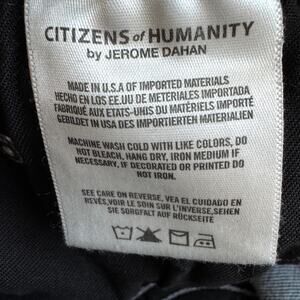 CITIZENS of HUMANITY
by JEROME DAHAN
MADE IN U.S.A OF IMPORTED MATERIALS
HECHO EN LOS EE.UU DE METERIALES IMPORTADA
FABRIQUÉ AUX ETATS-UNIS DU MATÉRIELS IMPORTÉ
GEBILDET IN USA DES IMPORTIERTEN MATERIALIEN
MACHINE WASH COLD WITH LIKE COLORS, DO
NOT BLEACH, HANG DRY, IRON MEDIUM IF
NECESSARY, IF DECORATED OR PRINTED DO
NOT IRON.
SEE CARE ON REVERSE, VEA EL CUIDADO EN
REVÉS, VOIR LE SOIN SUR L'INVERSE, SEHEN
SIE SORGFALT AUF RÜCKSEITE